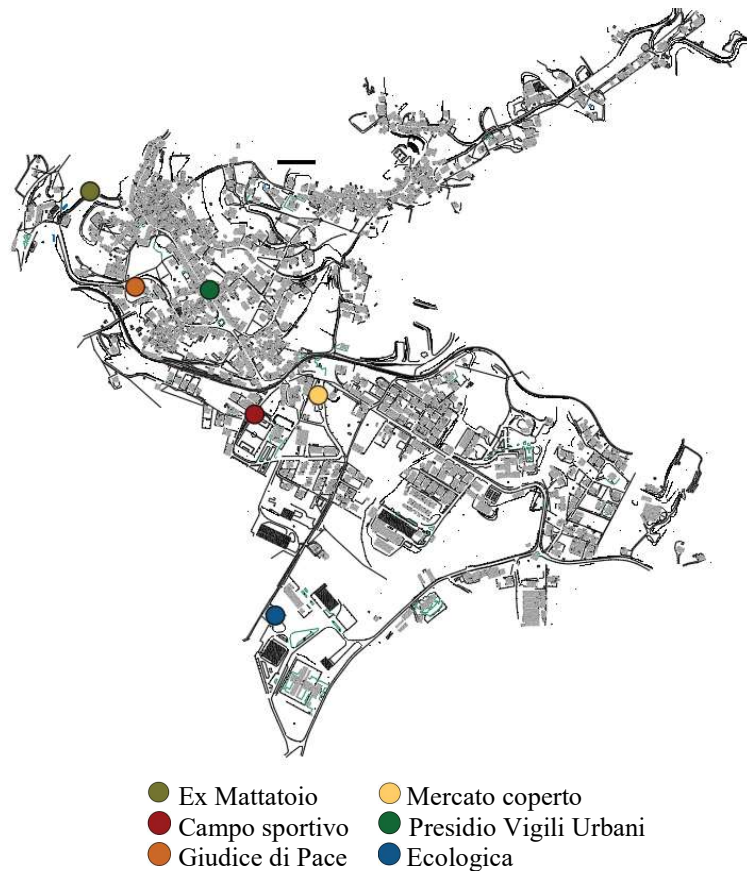 Ex Mattatoio
Mercato coperto
Campo sportivo
Presidio Vigili Urbani
Giudice di Pace
Ecologica